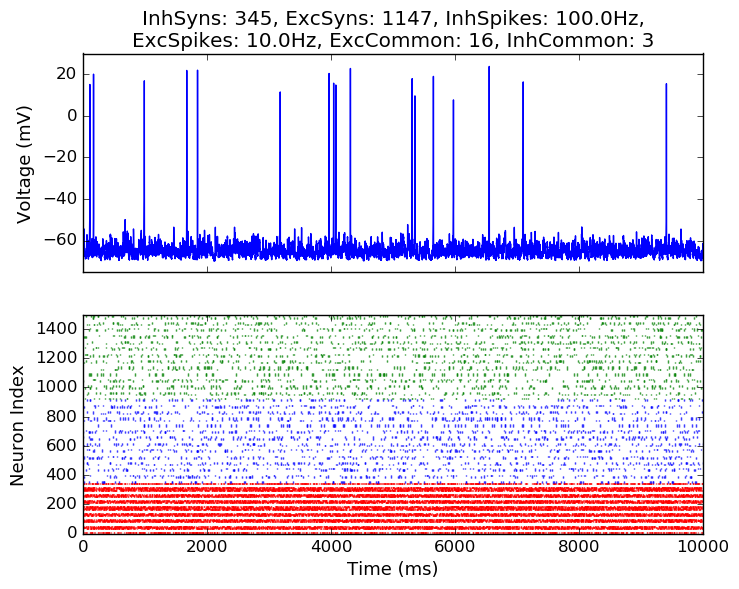 InhSyns: 345, ExcSyns: 1147, InhSpikes: 100.0Hz,
ExcSpikes: 10.0Hz, ExcCommon: 16, InhCommon: 3
Voltage (mV)
20
0
−20
−40
−60
Neuron Index
1400
1200
1000
800
600
400
200
0
0 2000 4000 6000 8000 10000
Time (ms)